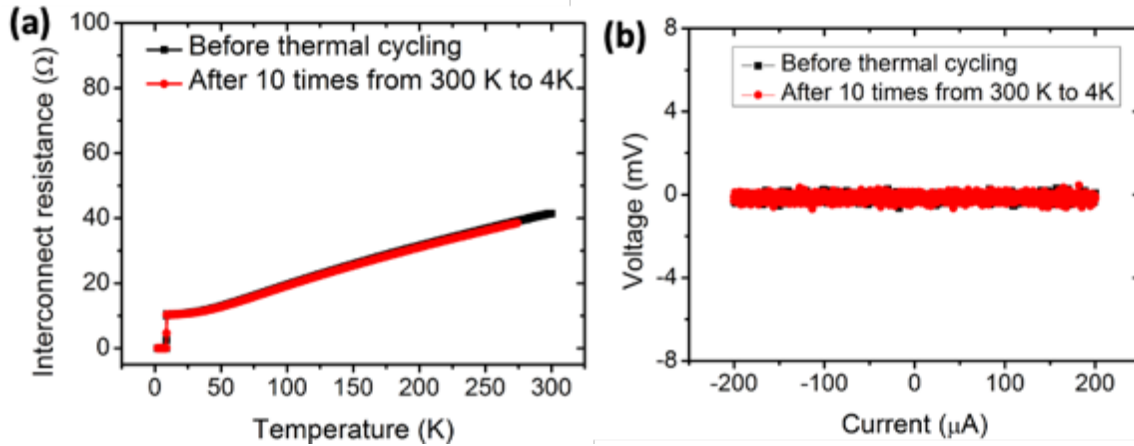 (a)
Interconnect resistance (Ω)
100
80
60
40
20
0
Before thermal cycling
After 10 times from 300 K to 4K
0 50 100 150 200 250 300
Temperature (K)
(b)
Voltage (mV)
8
4
0
-4
-8
Before thermal cycling
After 10 times from 300 K to 4K
-200 -100 0 100 200
Current (μA)